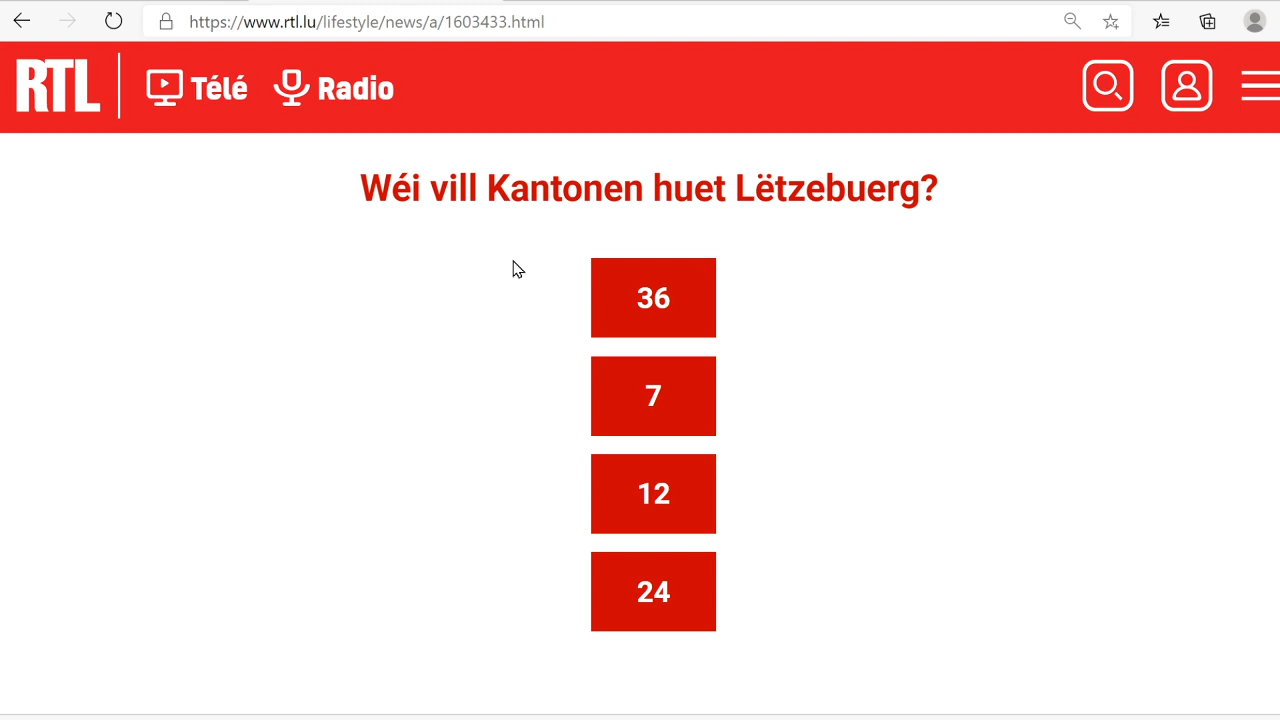 https://www.rtl.lu/lifestyle/news/a/1603433.html
RTL Télé Radio
Wéi vill Kantonen huet Lëtzebuerg?
36
7
12
24